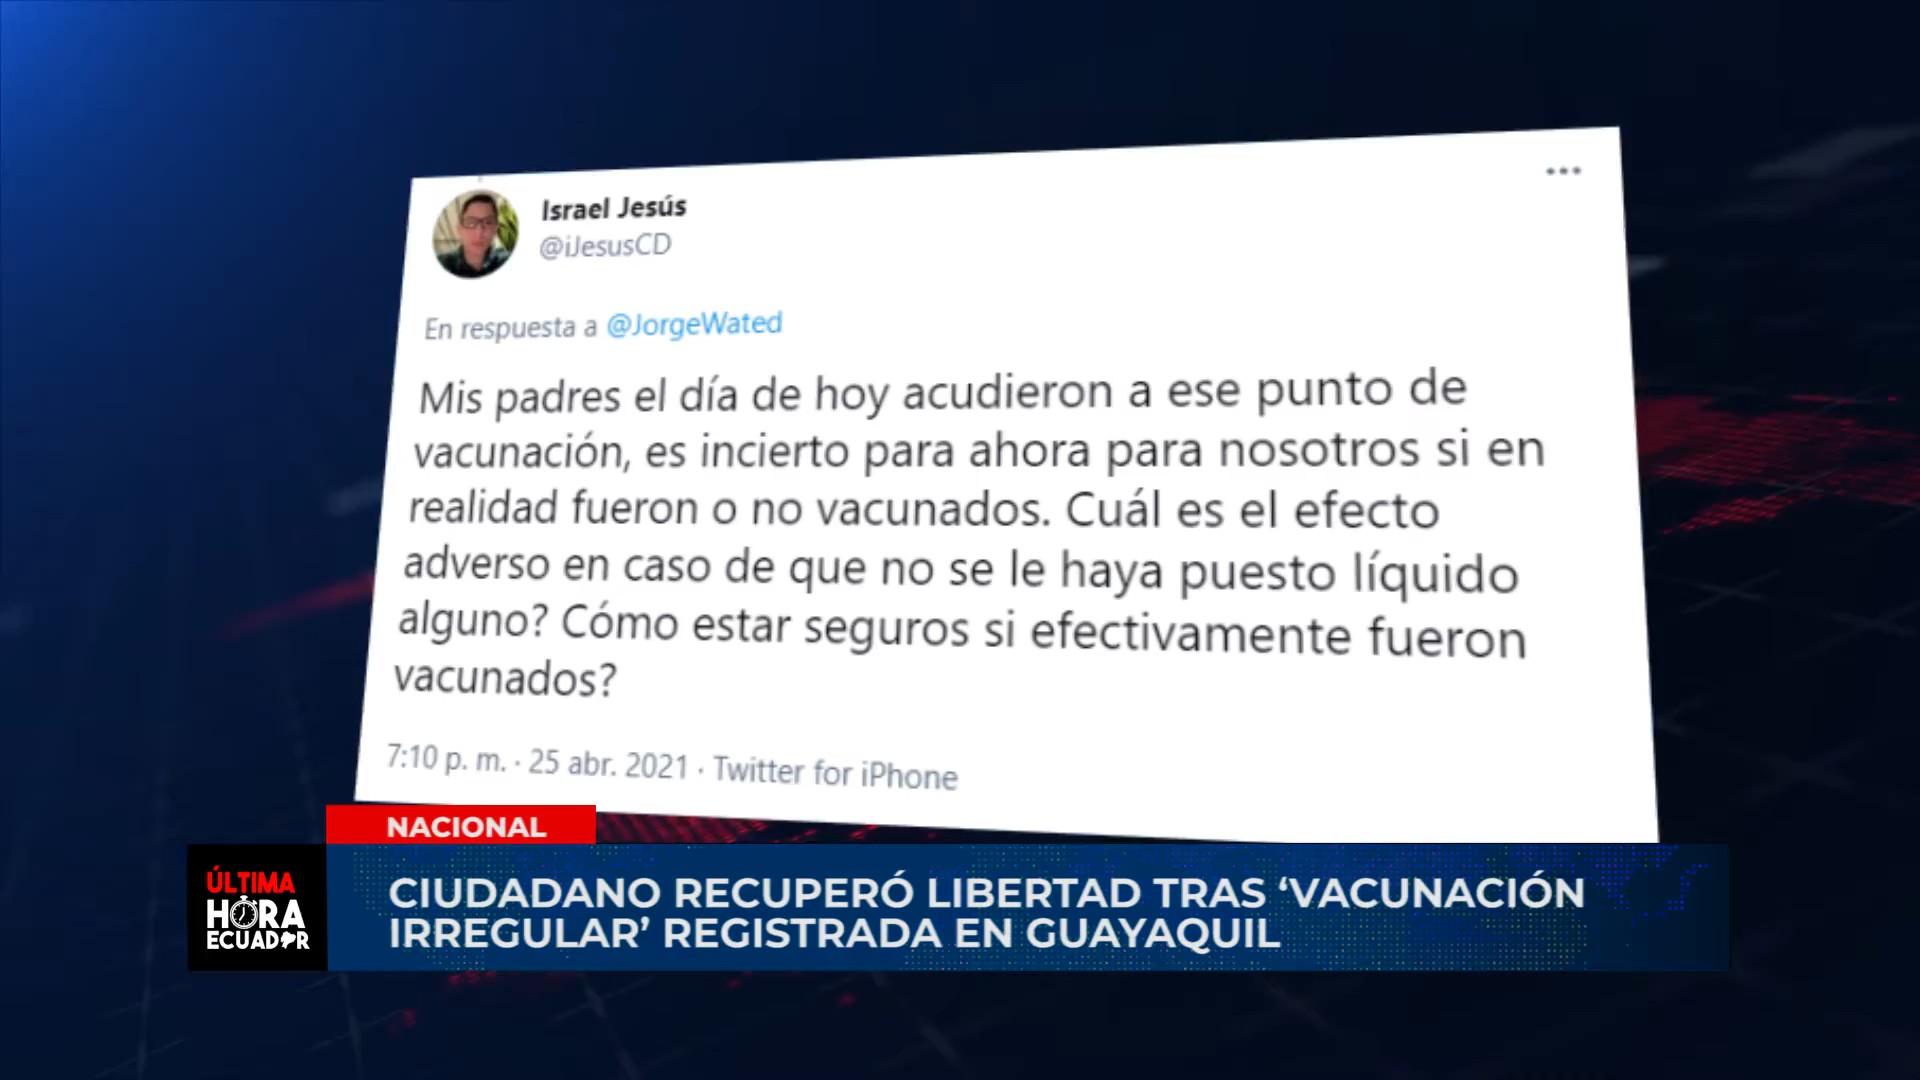 Israel Jesús
@iJesusCD
En respuesta a @JorgeWated
Mis padres el día de hoy acudieron a ese punto de
vacunación, es incierto para ahora para nosotros si en
realidad fueron o no vacunados. Cuál es el efecto
adverso en caso de que no se le haya puesto líquido
alguno? Cómo estar seguros si efectivamente fueron
vacunados?
7:10 p. m. · 25 abr. 2021 · Twitter for iPhone
NACIONAL
ÚLTIMA
HORA
ECUADOR
CIUDADANO RECUPERÓ LIBERTAD TRAS ‘VACUNACIÓN
IRREGULAR’ REGISTRADA EN GUAYAQUIL